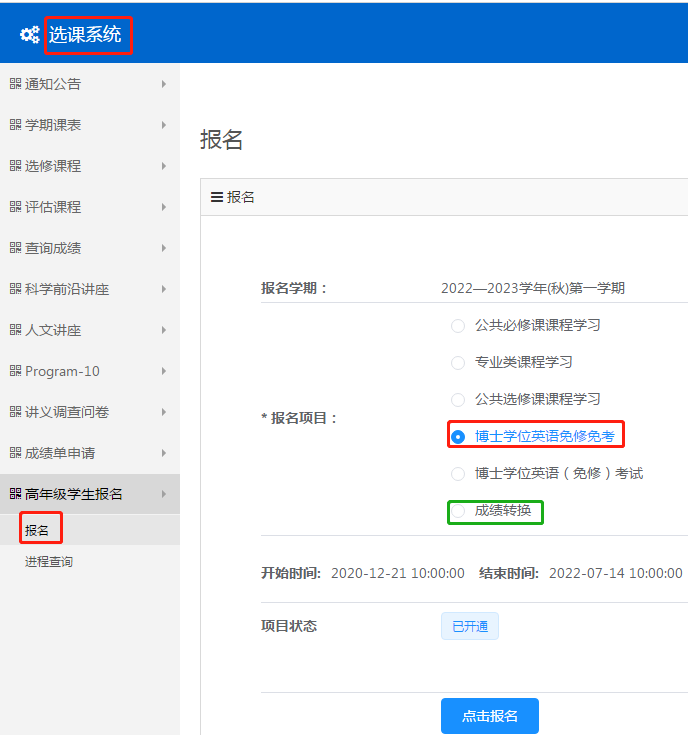 选课系统
通知公告
学期课表
选修课程
评估课程
查询成绩
科学前沿讲座
人文讲座
Program-10
讲义调查问卷
成绩单申请
高年级学生报名
报名
进程查询
报名
报名
报名学期：
2022—2023学年(秋)第一学期
* 报名项目：
公共必修课课程学习
专业类课程学习
公共选修课课程学习
博士学位英语免修免考
博士学位英语（免修）考试
成绩转换
开始时间: 2020-12-21 10:00:00 结束时间: 2022-07-14 10:00:00
项目状态
已开通
点击报名